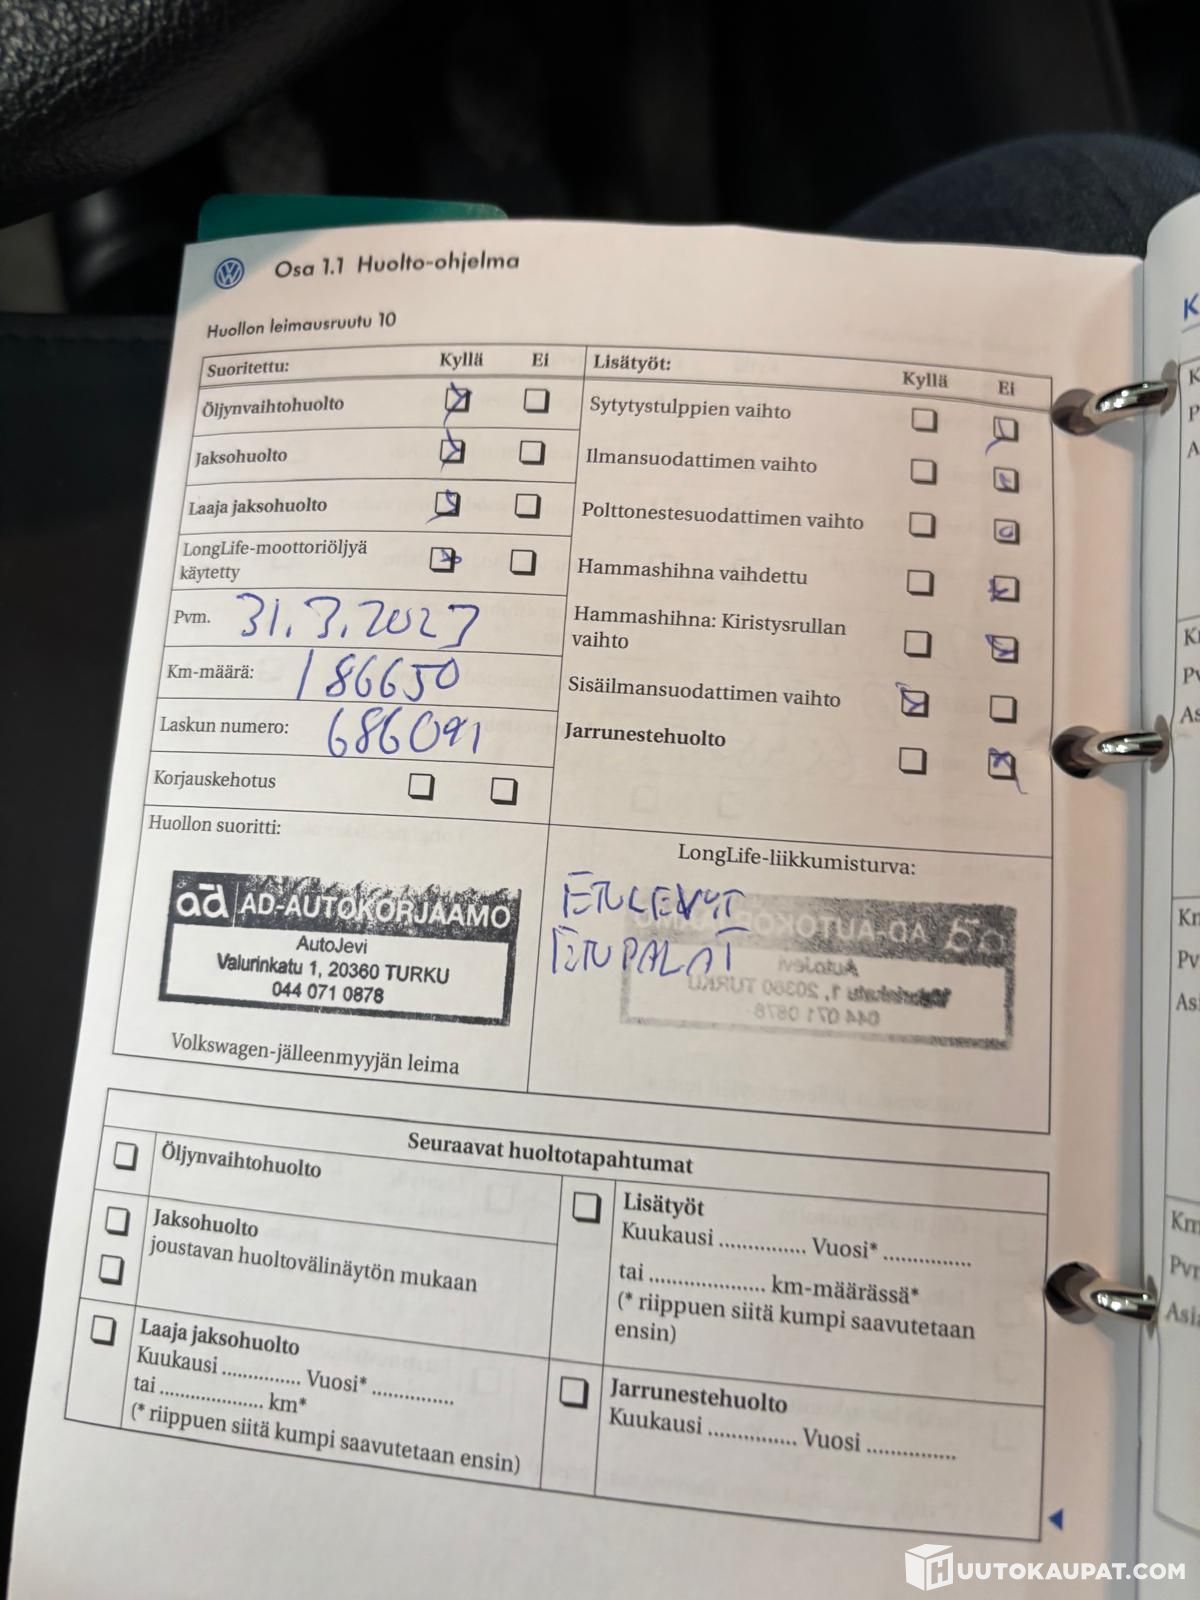 Osa 1.1 Huolto-ohjelma
Huollon leimausruutu 10
Suoritettu: Kyllä Ei
Öljynvaihtohuolto
Jaksohuolto
Laaja jaksohuolto
LongLife-moottoriöljyä
käytetty
Pvm. 31.3.2023
Km-määrä: 186650
Laskun numero: 686091
Korjauskehotus
Lisätyöt: Kyllä Ei
Sytytystulppien vaihto
Ilmansuodattimen vaihto
Polttonestesuodattimen vaihto
Hammashihna vaihdettu
Hammashihna: Kiristysrullan
vaihto
Sisäilmansuodattimen vaihto
Jarrunestehuolto
Huollon suoritti:
ad AD-AUTOKORJAAMO
AutoJevi
Valurinkatu 1, 20360 TURKU
044 071 0878
Volkswagen-jälleenmyyjän leima
LongLife-liikkumisturva:
ETULEVYT
ETUPALAT
Seuraavat huoltotapahtumat
Öljynvaihtohuolto
Jaksohuolto
joustavan huoltovälinäytön mukaan
Laaja jaksohuolto
Kuukausi ............... Vuosi* ...............
tai ................... km*
(* riippuen siitä kumpi saavutetaan ensin)
Lisätyöt
Kuukausi ............... Vuosi* ...............
tai .................... km-määrässä*
(* riippuen siitä kumpi saavutetaan
ensin)
Jarrunestehuolto
Kuukausi ............... Vuosi ...............
HUUTOKAUPAT.COM